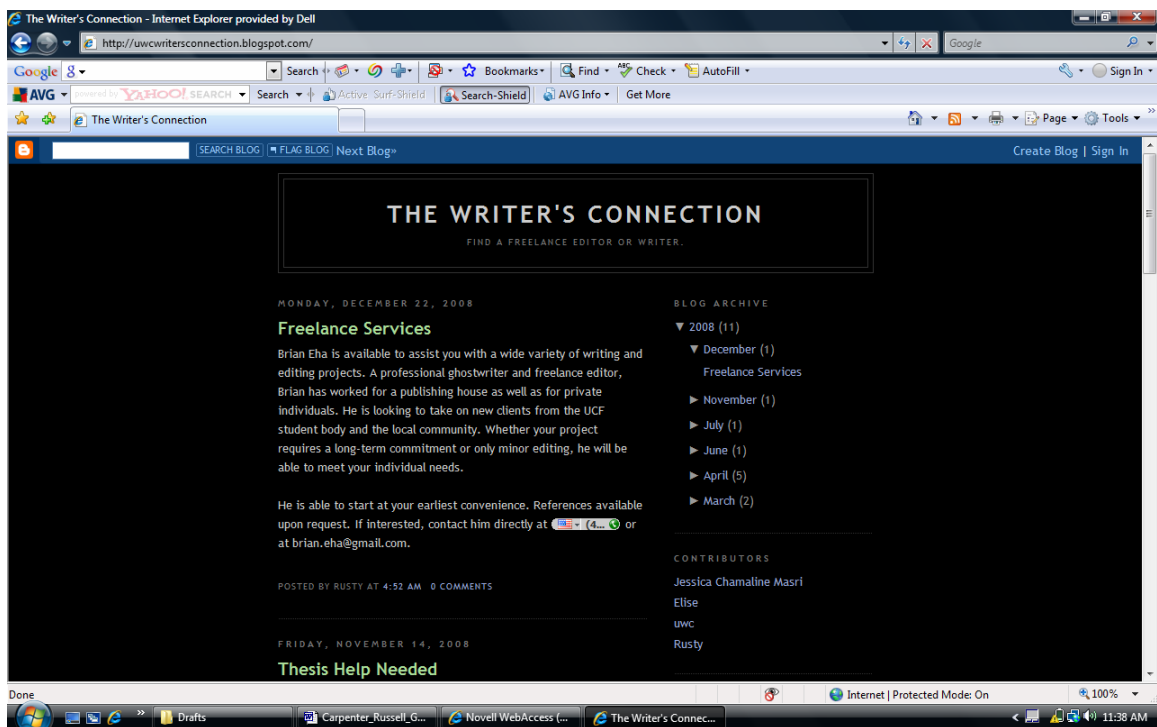 The Writer's Connection - Internet Explorer provided by Dell
http://uwcwritersconnection.blogspot.com/
Google
Google Search Bookmarks Find Check AutoFill Sign In
AVG powered by YAHOO! SEARCH Search Active Surf-Shield Search-Shield AVG Info Get More
The Writer's Connection Page Tools
SEARCH BLOG FLAG BLOG Next Blog» Create Blog | Sign In
THE WRITER'S CONNECTION
FIND A FREELANCE EDITOR OR WRITER.
MONDAY, DECEMBER 22, 2008
Freelance Services
Brian Eha is available to assist you with a wide variety of writing and
editing projects. A professional ghostwriter and freelance editor,
Brian has worked for a publishing house as well as for private
individuals. He is looking to take on new clients from the UCF
student body and the local community. Whether your project
requires a long-term commitment or only minor editing, he will be
able to meet your individual needs.
He is able to start at your earliest convenience. References available
upon request. If interested, contact him directly at (4... or
at brian.eha@gmail.com.
POSTED BY RUSTY AT 4:52 AM 0 COMMENTS
FRIDAY, NOVEMBER 14, 2008
Thesis Help Needed
BLOG ARCHIVE
▼ 2008 (11)
▼ December (1)
Freelance Services
► November (1)
► July (1)
► June (1)
► April (5)
► March (2)
CONTRIBUTORS
Jessica Chamaline Masri
Elise
uwc
Rusty
Done Internet | Protected Mode: On 100%
Drafts Carpenter_Russell_G... Novell WebAccess (... The Writer's Connec... 11:38 AM